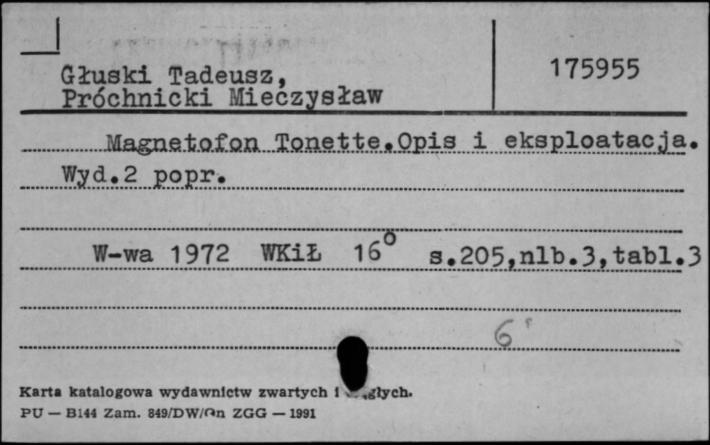 175955
Głuski Tadeusz,
Próchnicki Mieczysław
Magnetofon Tonette.Opis i eksploatacja.
Wyd.2 popr.
W-wa 1972 WKiŁ 16° s.205,nlb.3,tabl.3
6
Karta katalogowa wydawnictw zwartych i
PU — B144 Zam. 849/DW/On ZGG — 1991